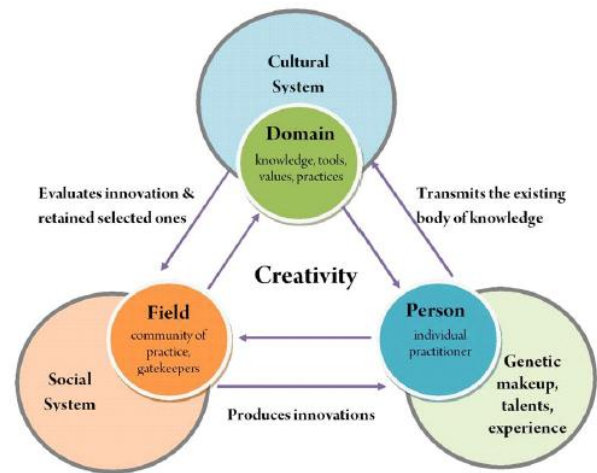 Cultural
System
Domain
knowledge, tools,
values, practices
Evaluates innovation &
retained selected ones
Transmits the existing
body of knowledge
Creativity
Field
community of
practice,
gatekeepers
Person
individual
practitioner
Social
System
Genetic
makeup,
talents,
experience
Produces innovations